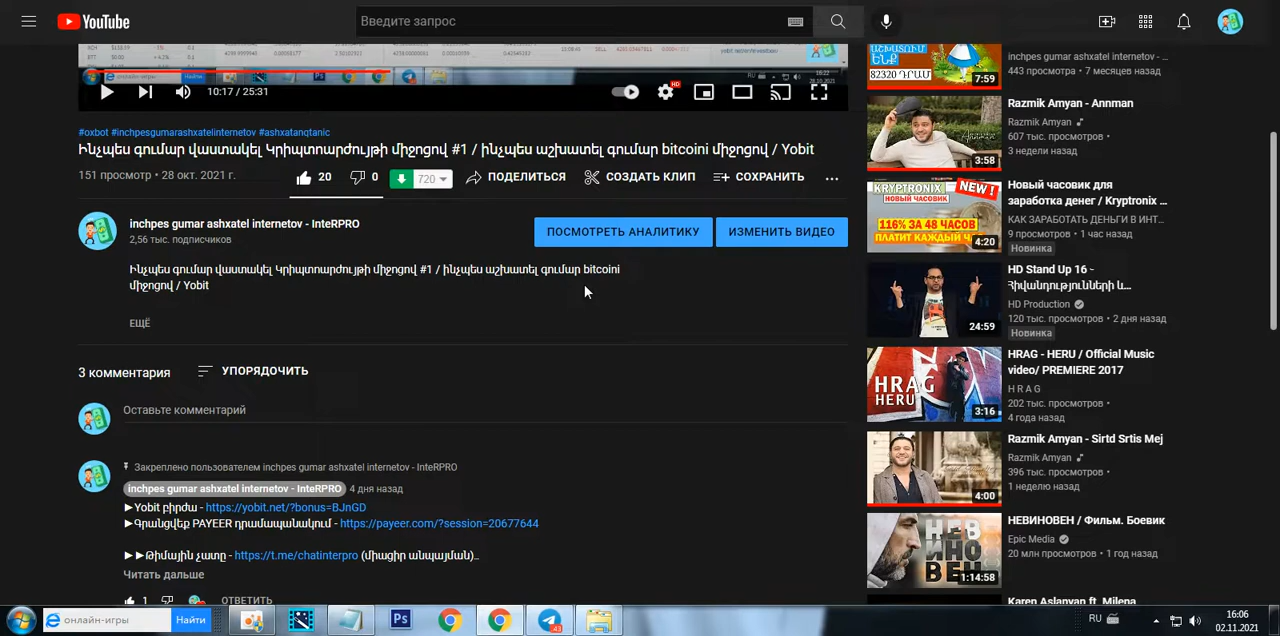 YouTube
Введите запрос
10:17 / 25:31
HD
#oxbot #inchpesgumarashxatelinternetov #ashxatanqtanic
Ինչպես գումար վաստակել Կրիպտոարժույթի միջոցով #1 / ինչպես աշխատել գումար bitcoini միջոցով / Yobit
151 просмотр • 28 окт. 2021 г.
20
0
720
ПОДЕЛИТЬСЯ
СОЗДАТЬ КЛИП
СОХРАНИТЬ
inchpes gumar ashxatel internetov - InteRPRO
2,56 тыс. подписчиков
ПОСМОТРЕТЬ АНАЛИТИКУ
ИЗМЕНИТЬ ВИДЕО
Ինչպես գումար վաստակել Կրիպտոարժույթի միջոցով #1 / ինչպես աշխատել գումար bitcoini
միջոցով / Yobit
ЕЩЁ
3 комментария
УПОРЯДОЧИТЬ
Оставьте комментарий
Закреплено пользователем inchpes gumar ashxatel internetov - InteRPRO
inchpes gumar ashxatel internetov - InteRPRO 4 дня назад
►Yobit բիրժա - https://yobit.net/?bonus=BJnGD
►Գրանցվեք PAYEER դրամապանակում - https://payeer.com/?session=20677644
►►Թիմային չատը - https://t.me/chatinterpro (միացիր անպայման)...
Читать дальше
1
ОТВЕТИТЬ
ԱՇԽԱՏՈՒՄ
ԵՆՔ
82320 ԴՐԱՄ
7:59
inchpes gumar ashxatel internetov - ...
443 просмотра • 7 месяцев назад
Annman
3:58
Razmik Amyan - Annman
Razmik Amyan
607 тыс. просмотров •
3 недели назад
KRYPTRONIX NEW !
НОВЫЙ ЧАСОВИК
116% ЗА 48 ЧАСОВ
ПЛАТИТ КАЖДЫЙ
4:20
Новый часовик для
заработка денег / Kryptronix ...
КАК ЗАРАБОТАТЬ ДЕНЬГИ В ИНТ...
9 просмотров • 1 час назад
Новинка
24:59
HD Stand Up 16 ~
Հիվանդությունների և...
HD Production
120 тыс. просмотров • 2 дня назад
Новинка
HRAG
HERU
3:16
HRAG - HERU / Official Music
video/ PREMIERE 2017
H R A G
202 тыс. просмотров •
4 года назад
4:00
Razmik Amyan - Sirtd Srtis Mej
Razmik Amyan
396 тыс. просмотров •
1 неделю назад
НЕВИНОВЕН
1:14:58
НЕВИНОВЕН / Фильм. Боевик
Epic Media
20 млн просмотров • 1 год назад
Karen Aslanyan ft. Milena
онлайн-игры
Найти
Ps
43
RU
16:06
02.11.2021